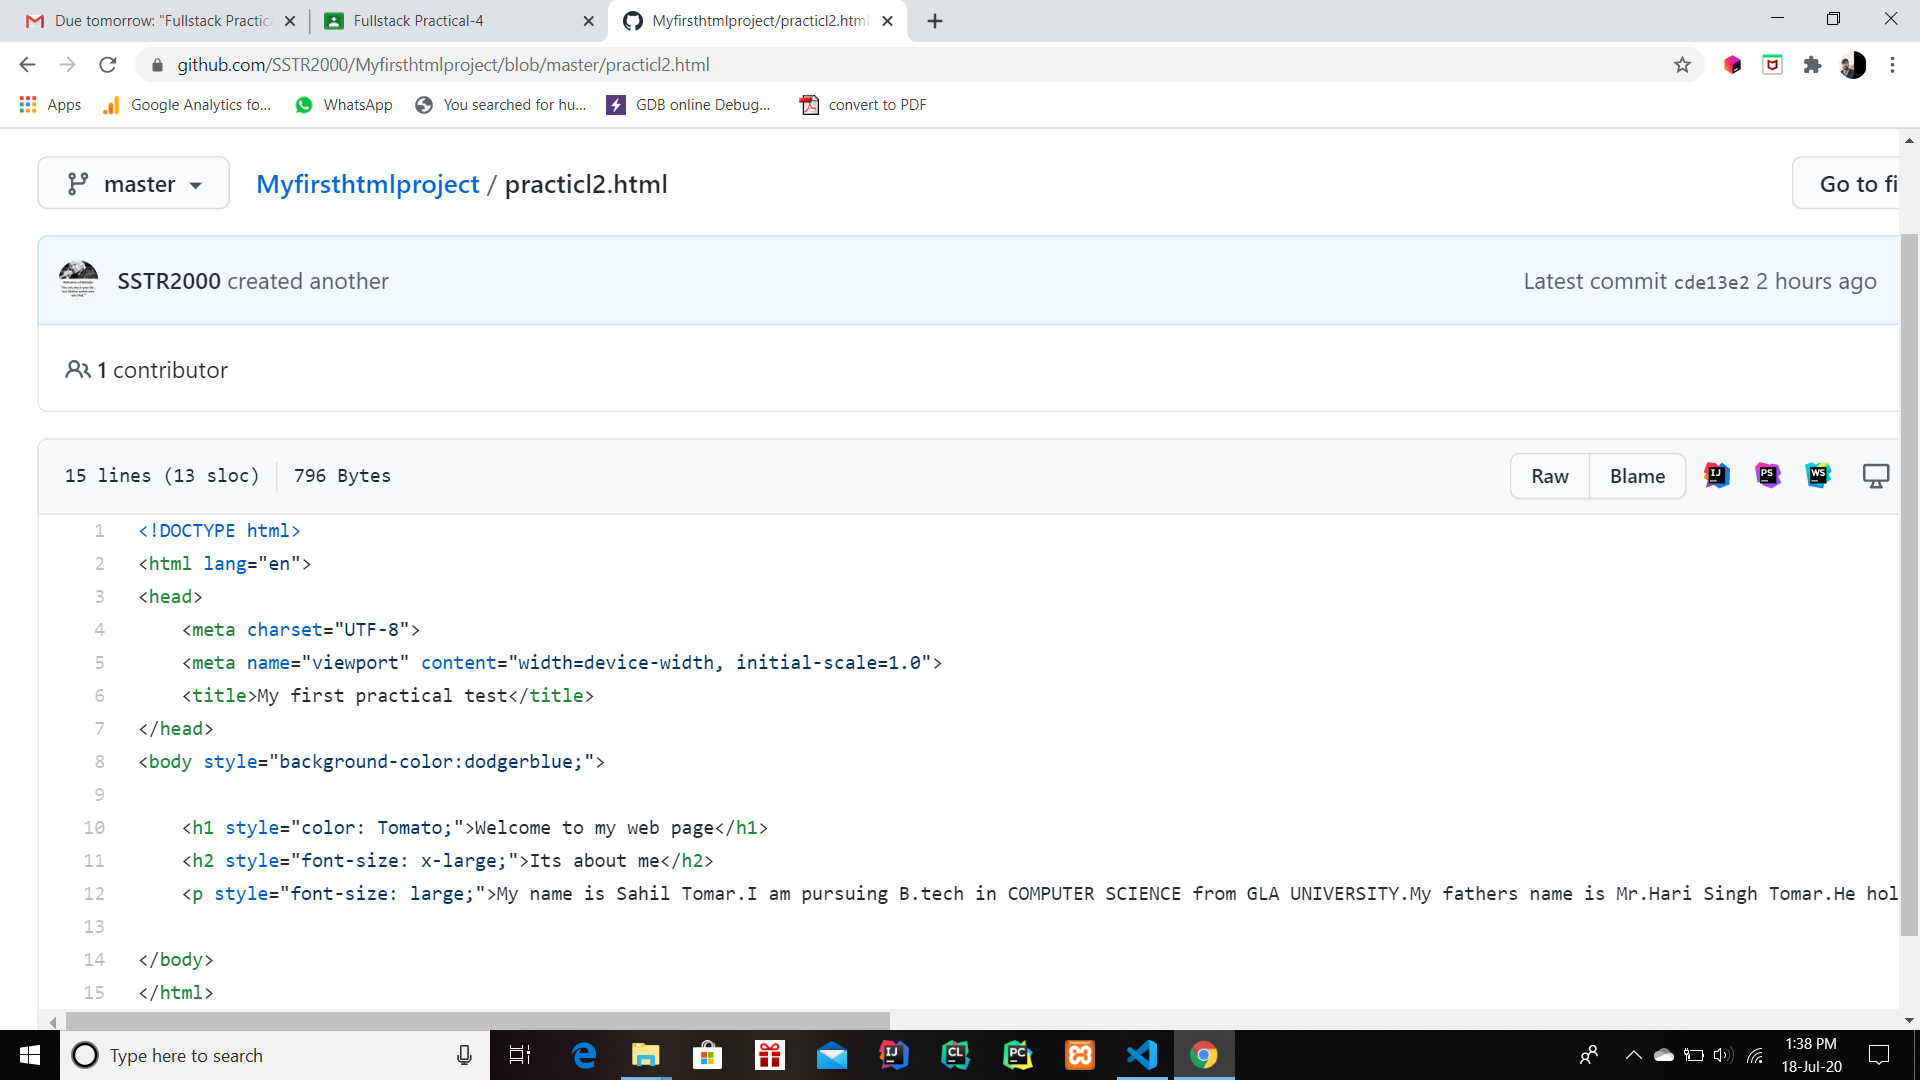 Due tomorrow: "Fullstack Practica
Fullstack Practical-4
Myfirsthtmlproject/practicl2.html
github.com/SSTR2000/Myfirsthtmlproject/blob/master/practicl2.html
Apps
Google Analytics fo...
WhatsApp
You searched for hu...
GDB online Debug...
convert to PDF
master
Myfirsthtmlproject / practicl2.html
Go to fi
SSTR2000 created another
Latest commit cde13e2 2 hours ago
1 contributor
15 lines (13 sloc)
796 Bytes
Raw
Blame
IJ
PS
WS
1 <!DOCTYPE html>
2 <html lang="en">
3 <head>
4     <meta charset="UTF-8">
5     <meta name="viewport" content="width=device-width, initial-scale=1.0">
6     <title>My first practical test</title>
7 </head>
8 <body style="background-color:dodgerblue;">
9
10     <h1 style="color: Tomato;">Welcome to my web page</h1>
11     <h2 style="font-size: x-large;">Its about me</h2>
12     <p style="font-size: large;">My name is Sahil Tomar.I am pursuing B.tech in COMPUTER SCIENCE from GLA UNIVERSITY.My fathers name is Mr.Hari Singh Tomar.He hol
13
14 </body>
15 </html>
Type here to search
IJ
CL
PC
1:38 PM
18-Jul-20